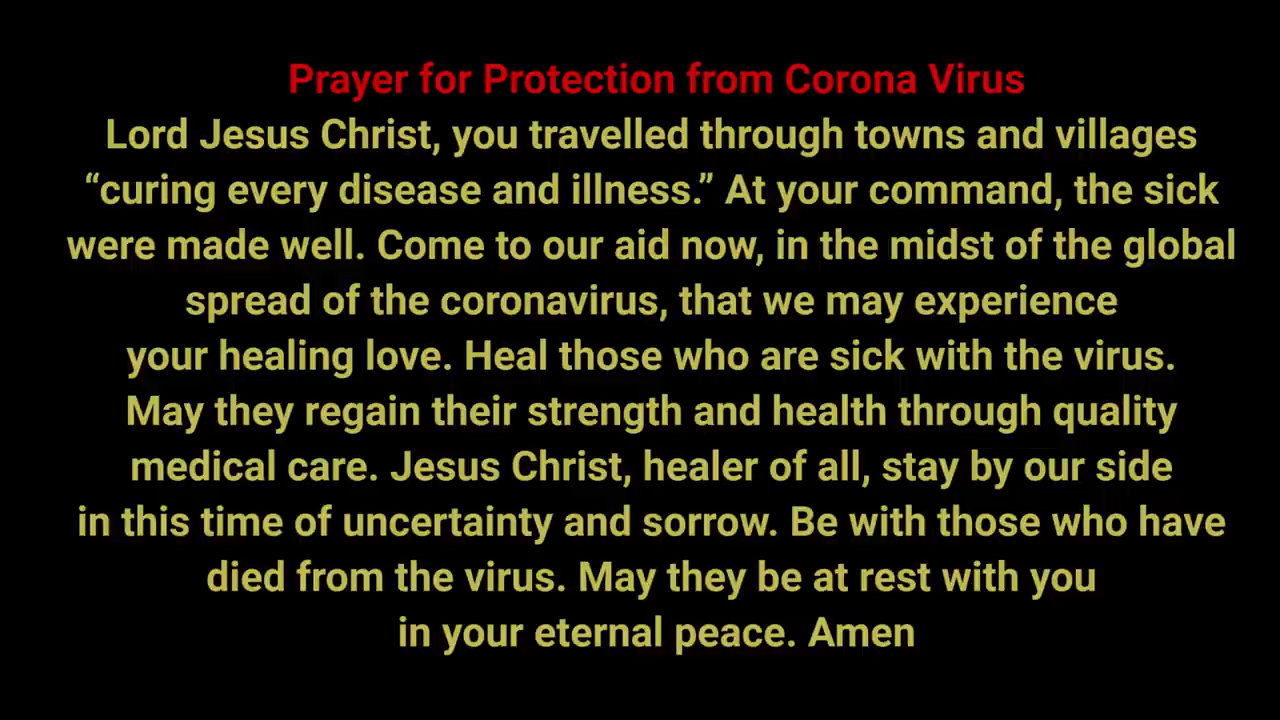 Prayer for Protection from Corona Virus
Lord Jesus Christ, you travelled through towns and villages
“curing every disease and illness.” At your command, the sick
were made well. Come to our aid now, in the midst of the global
spread of the coronavirus, that we may experience
your healing love. Heal those who are sick with the virus.
May they regain their strength and health through quality
medical care. Jesus Christ, healer of all, stay by our side
in this time of uncertainty and sorrow. Be with those who have
died from the virus. May they be at rest with you
in your eternal peace. Amen